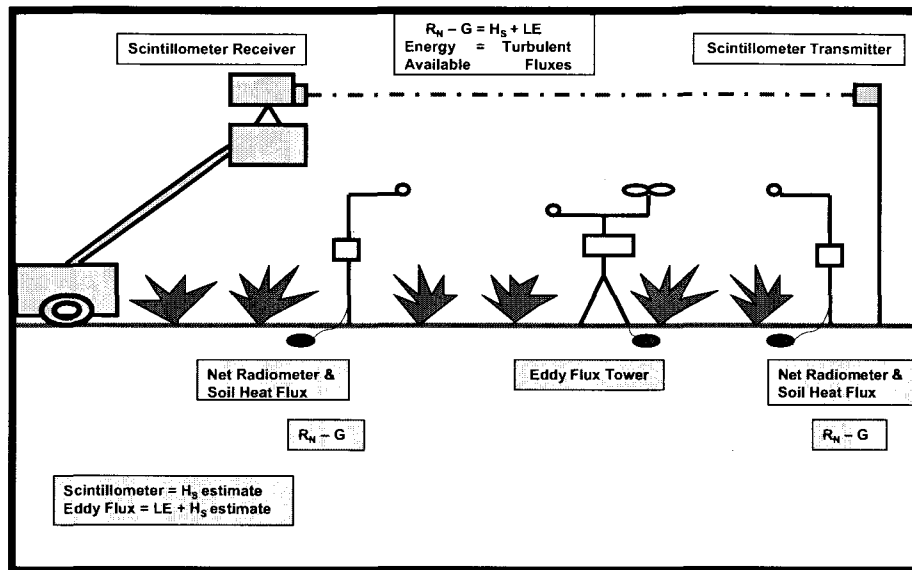 R_N – G = H_S + LE
Energy = Turbulent
Available Fluxes
Scintillometer Receiver
Scintillometer Transmitter
Net Radiometer &
Soil Heat Flux
Eddy Flux Tower
Net Radiometer &
Soil Heat Flux
R_N – G
R_N – G
Scintillometer = H_S estimate
Eddy Flux = LE + H_S estimate